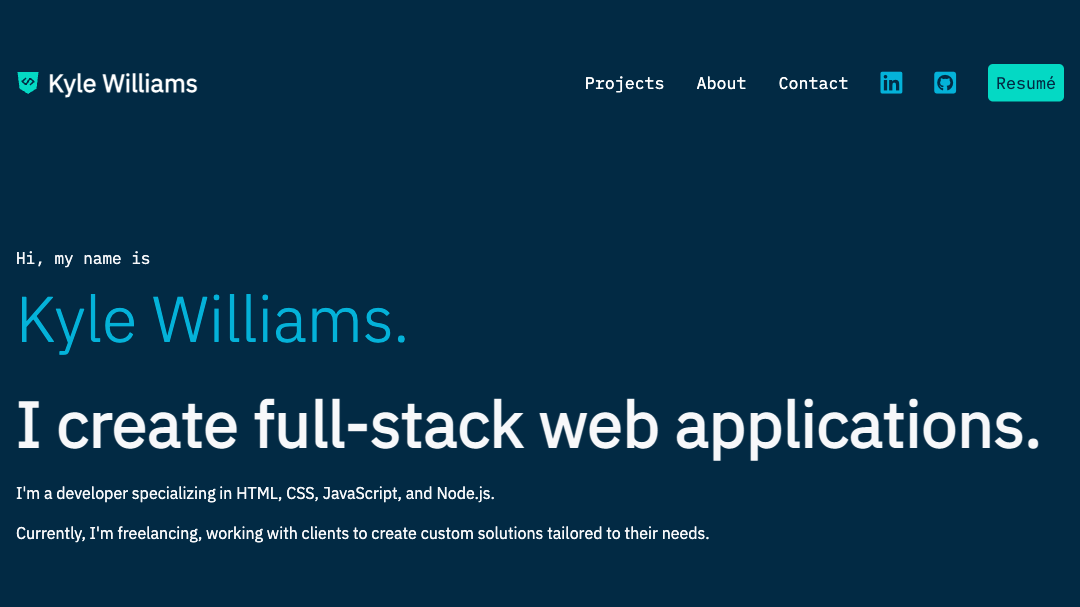 Kyle Williams
Projects About Contact Resumé
Hi, my name is
Kyle Williams.
I create full-stack web applications.
I'm a developer specializing in HTML, CSS, JavaScript, and Node.js.
Currently, I'm freelancing, working with clients to create custom solutions tailored to their needs.